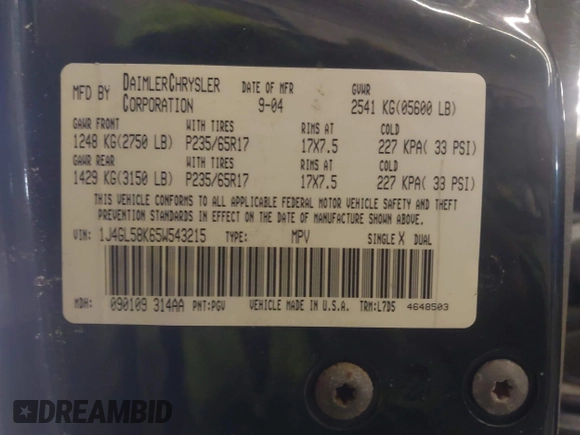 MFD BY DAIMLERCHRYSLER CORPORATION DATE OF MFR 9-04 GVWR 2541 KG(05600 LB)
GAWR FRONT WITH TIRES RIMS AT COLD
1248 KG(2750 LB) P235/65R17 17X7.5 227 KPA( 33 PSI)
GAWR REAR WITH TIRES RIMS AT COLD
1429 KG(3150 LB) P235/65R17 17X7.5 227 KPA( 33 PSI)
THIS VEHICLE CONFORMS TO ALL APPLICABLE FEDERAL MOTOR VEHICLE SAFETY AND THEFT
PREVENTION STANDARDS IN EFFECT ON THE DATE OF MANUFACTURE SHOWN ABOVE.
VIN: 1J4GL58K65W543215 TYPE: MPV SINGLE X DUAL
MDH: 090109 314AA PNT:PGV VEHICLE MADE IN U.S.A. TRM:L7D5 4648503
DREAMBID